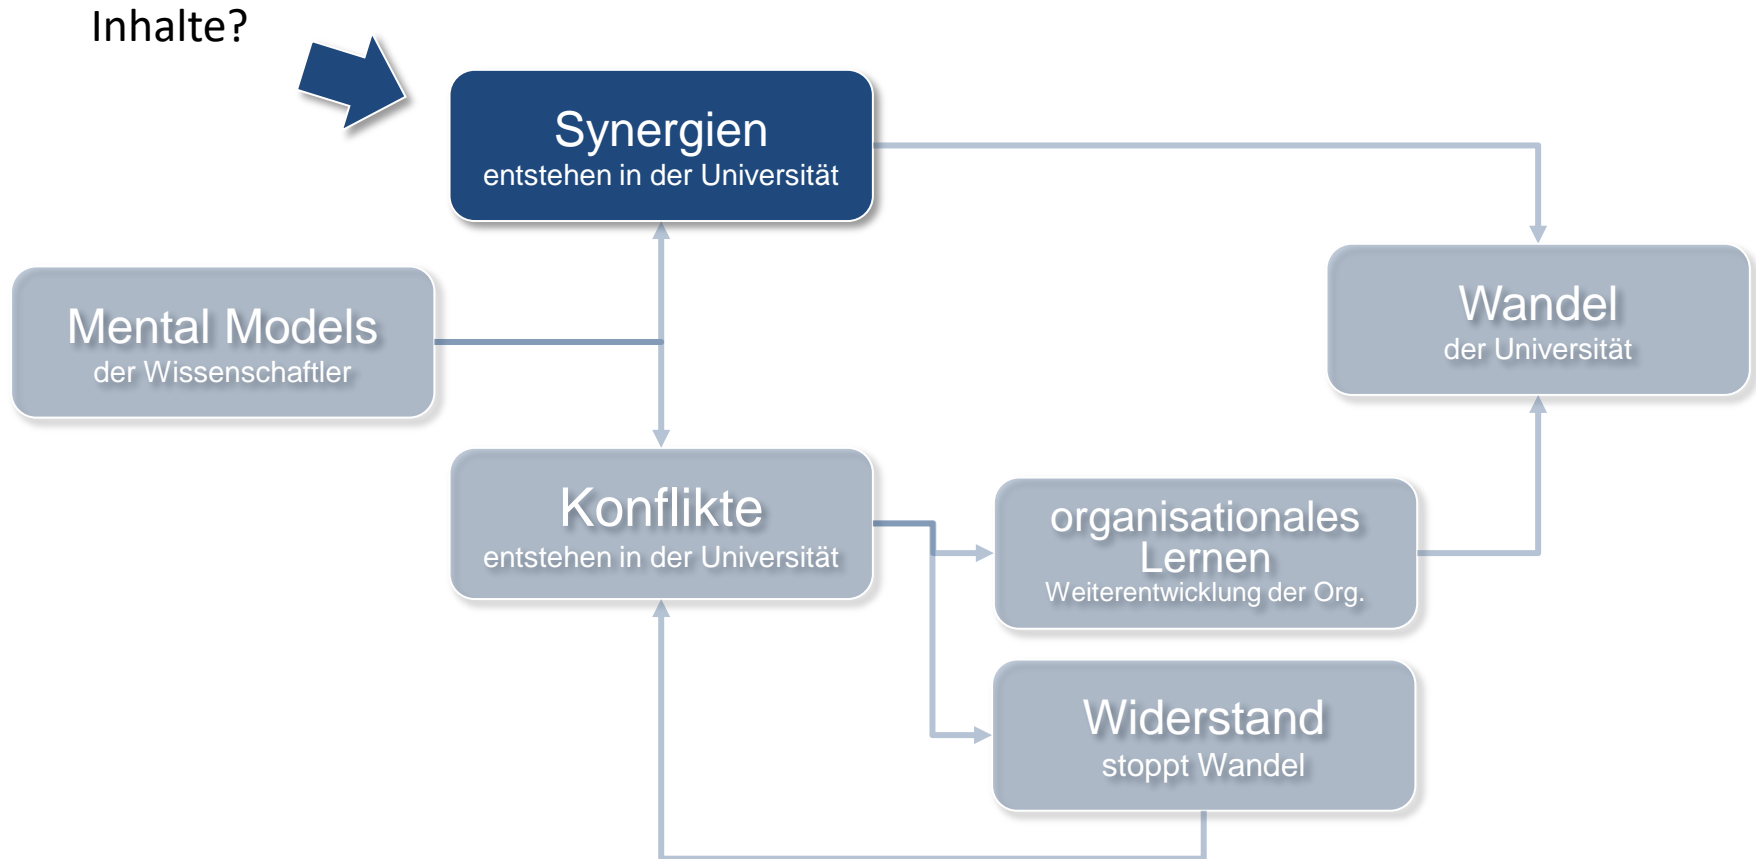 Inhalte?
Synergien
entstehen in der Universität
Mental Models
der Wissenschaftler
Wandel
der Universität
Konflikte
entstehen in der Universität
organisationales
Lernen
Weiterentwicklung der Org.
Widerstand
stoppt Wandel